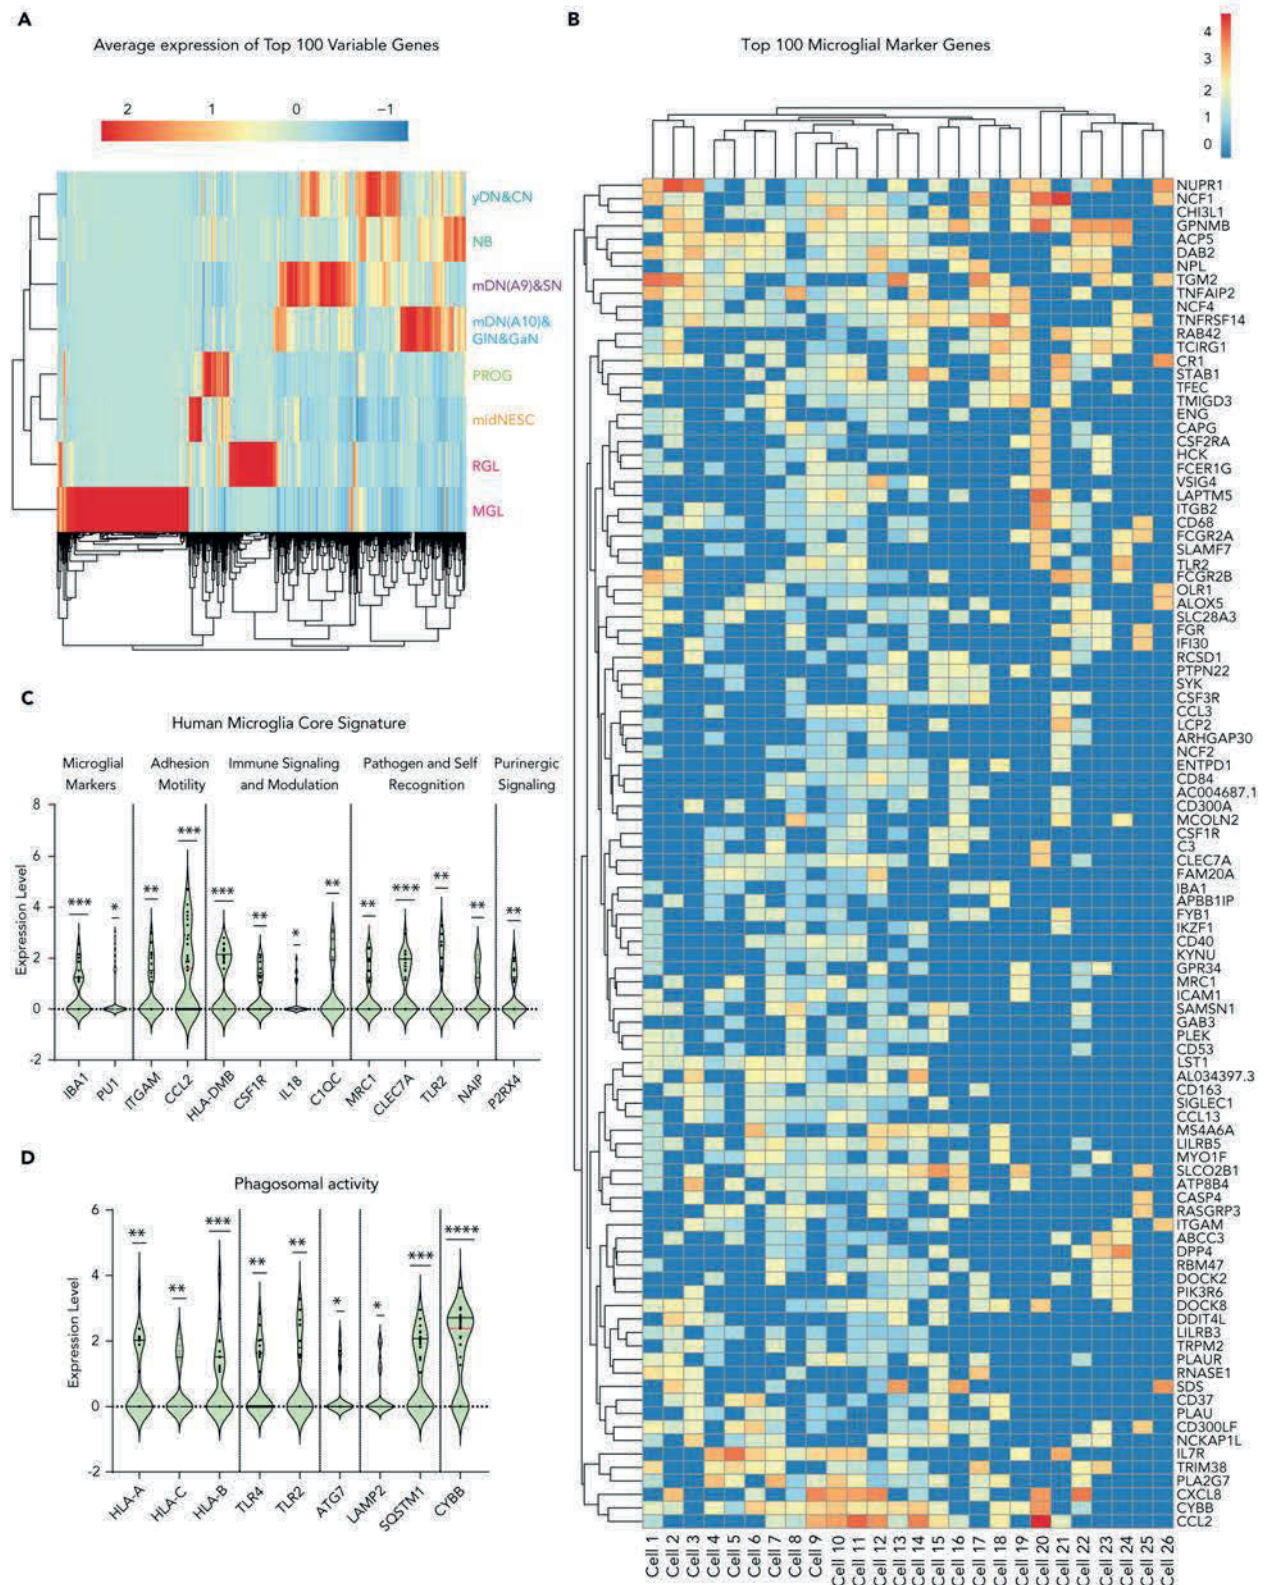 A
Average expression of Top 100 Variable Genes
2 1 0 −1
yDN&CN
NB
mDN(A9)&SN
mDN(A10)&
GlN&GaN
PROG
midNESC
RGL
MGL
B
Top 100 Microglial Marker Genes
4
3
2
1
0
NUPR1
NCF1
CHI3L1
GPNMB
ACP5
DAB2
NPL
TGM2
TNFAIP2
NCF4
TNFRSF14
RAB42
TCIRG1
CR1
STAB1
TFEC
TMIGD3
ENG
CAPG
CSF2RA
HCK
FCER1G
VSIG4
LAPTM5
ITGB2
CD68
FCGR2A
SLAMF7
TLR2
FCGR2B
OLR1
ALOX5
SLC28A3
FGR
IFI30
RCSD1
PTPN22
SYK
CSF3R
CCL3
LCP2
ARHGAP30
NCF2
ENTPD1
CD84
AC004687.1
CD300A
MCOLN2
CSF1R
C3
CLEC7A
FAM20A
IBA1
APBB1IP
FYB1
IKZF1
CD40
KYNU
GPR34
MRC1
ICAM1
SAMSN1
GAB3
PLEK
CD53
LST1
AL034397.3
CD163
SIGLEC1
CCL13
MS4A6A
LILRB5
MYO1F
SLCO2B1
ATP8B4
CASP4
RASGRP3
ITGAM
ABCC3
DPP4
RBM47
DOCK2
PIK3R6
DOCK8
DDIT4L
LILRB3
TRPM2
PLAUR
RNASE1
SDS
CD37
PLAU
CD300LF
NCKAP1L
IL7R
TRIM38
PLA2G7
CXCL8
CYBB
CCL2
Cell 1 Cell 2 Cell 3 Cell 4 Cell 5 Cell 6 Cell 7 Cell 8 Cell 9 Cell 10 Cell 11 Cell 12 Cell 13 Cell 14 Cell 15 Cell 16 Cell 17 Cell 18 Cell 19 Cell 20 Cell 21 Cell 22 Cell 23 Cell 24 Cell 25 Cell 26
C
Human Microglia Core Signature
Microglial Adhesion Immune Signaling Pathogen and Self Purinergic
Markers Motility and Modulation Recognition Signaling
Expression Level
8
6
4
2
0
-2
*** * ** *** *** ** * ** ** *** ** ** **
IBA1 PU1 ITGAM CCL2 HLA-DMB CSF1R IL18 C1QC MRC1 CLEC7A TLR2 NAIP P2RX4
D
Phagosomal activity
Expression Level
6
4
2
0
-2
** ** *** ** ** * * *** ****
HLA-A HLA-C HLA-B TLR4 TLR2 ATG7 LAMP2 SQSTM1 CYBB